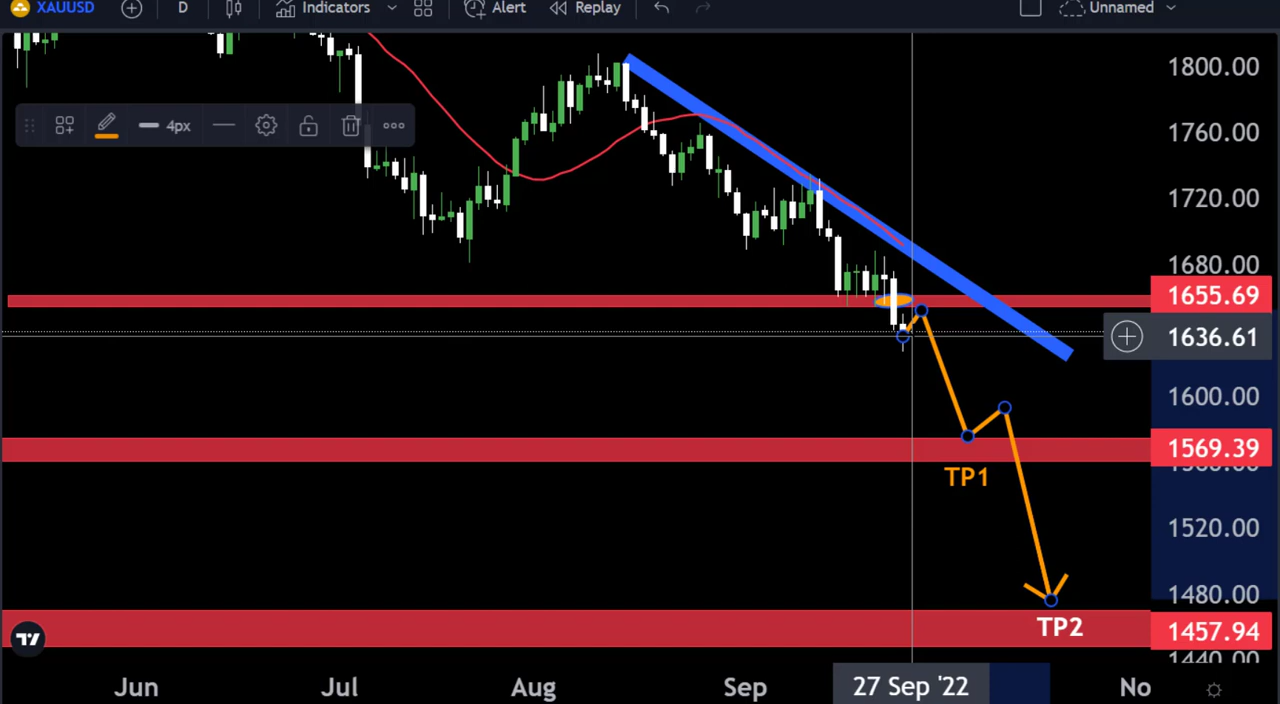 XAUUSD D Indicators Alert Replay Unnamed
1800.00
4px
1760.00
1720.00
1680.00
1655.69
1636.61
1600.00
1569.39
TP1
1520.00
1480.00
TP2
1457.94
Jun Jul Aug Sep 27 Sep '22 No